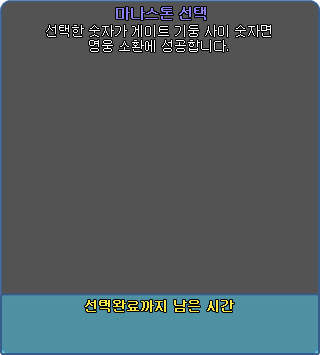 마나스톤 선택
선택한 숫자가 게이트 기둥 사이 숫자면
영웅 소환에 성공합니다.
선택완료까지 남은 시간